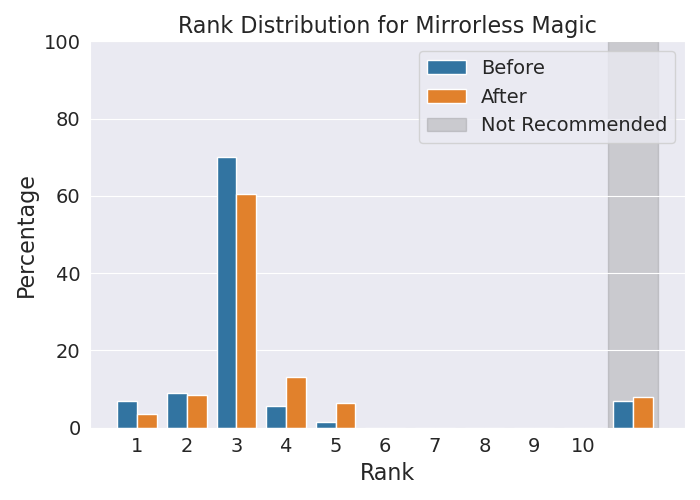 Rank Distribution for Mirrorless Magic
100
80
60
40
20
0
Percentage
Before
After
Not Recommended
1 2 3 4 5 6 7 8 9 10
Rank